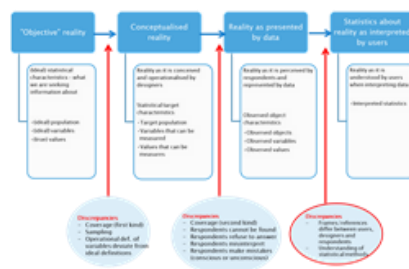 "Objective" reality
(Ideal) statistical
characteristics - what
we are seeking
information about
- (Ideal) population
- (Ideal) variables
- (true) values
Conceptualised
reality
Reality as it is conceived
and operationalised by
designers
Statistical target
characteristics
- Target population
- Variables that can be
measures
- Values that can be
measures
Reality as presented
by data
Reality as it is perceived by
respondents and
represented by data
Observed object
characteristics
- Observed objects
- Observed variables
- Observed values
Statistics about
reality as interpreted
by users
Reality as it is
understood by users
when interpreting data
- Interpreted statistics
Discrepancies
- Coverage (first kind)
- Sampling
- Operational def. of
variables deviate from
ideal definitions
Discrepancies
- Coverage (second kind)
- Respondents cannot be found
- Respondents refuse to answer
- Respondents misinterpret
- Respondents make mistakes
(conscious or unconscious)
Discrepancies
- Frames/references
differ between users,
designers and
respondents
- Understanding of
statistical methods